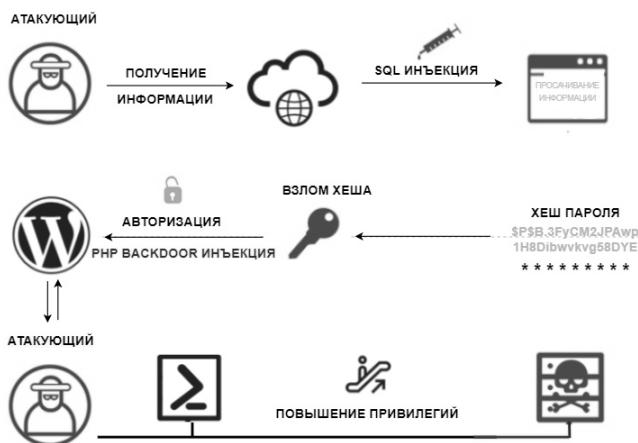 АТАКУЮЩИЙ
ПОЛУЧЕНИЕ
ИНФОРМАЦИИ
SQL ИНЪЕКЦИЯ
ПРОСАЧИВАНИЕ
ИНФОРМАЦИИ
ВЗЛОМ ХЕША
АВТОРИЗАЦИЯ
PHP BACKDOOR ИНЪЕКЦИЯ
ХЕШ ПАРОЛЯ
$P$B.3FyCM2JPAwp
1H8Dibwvkvg58DYE
* * * * * * * * *
АТАКУЮЩИЙ
ПОВЫШЕНИЕ ПРИВИЛЕГИЙ